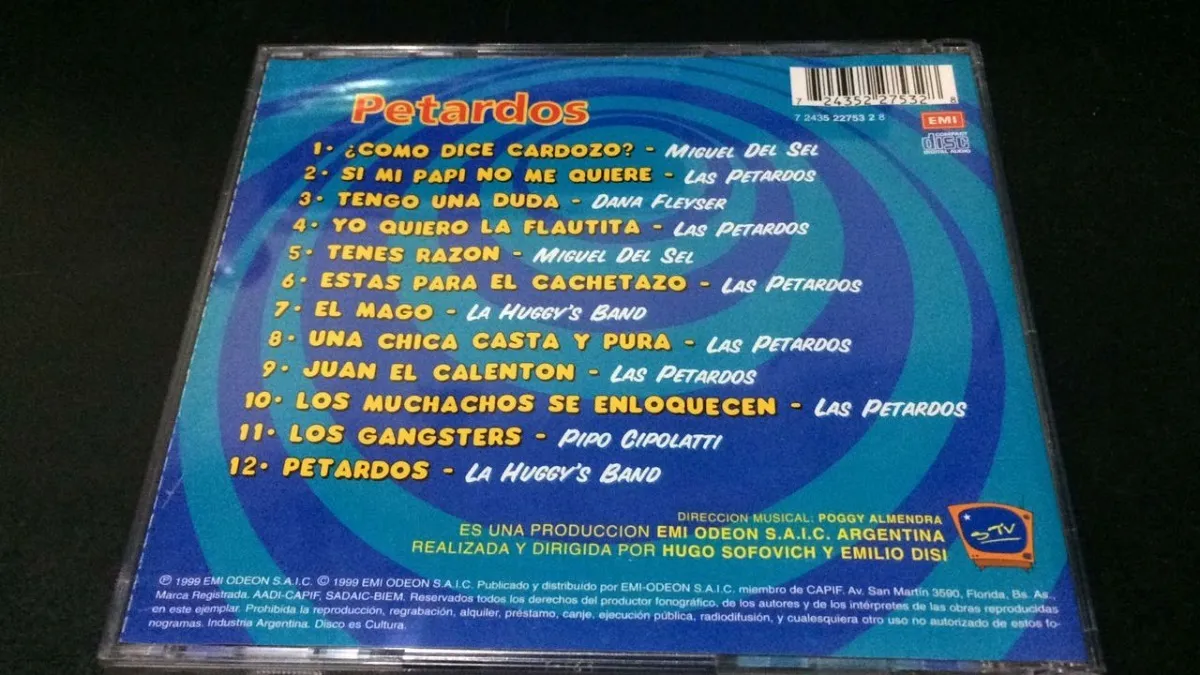 Petardos
7 24352 27532 8
7 2435 22753 2 8
EMI
COMPACT
disc
DIGITAL AUDIO
1• ¿COMO DICE CARDOZO? - MIGUEL DEL SEL
2• SI MI PAPI NO ME QUIERE - LAS PETARDOS
3• TENGO UNA DUDA - DANA FLEYSER
4• YO QUIERO LA FLAUTITA - LAS PETARDOS
5• TENES RAZON - MIGUEL DEL SEL
6• ESTAS PARA EL CACHETAZO - LAS PETARDOS
7• EL MAGO - LA HUGGY'S BAND
8• UNA CHICA CASTA Y PURA - LAS PETARDOS
9• JUAN EL CALENTON - LAS PETARDOS
10• LOS MUCHACHOS SE ENLOQUECEN - LAS PETARDOS
11• LOS GANGSTERS - PIPO CIPOLATTI
12• PETARDOS - LA HUGGY'S BAND
DIRECCION MUSICAL: POGGY ALMENDRA
ES UNA PRODUCCION EMI ODEON S.A.I.C. ARGENTINA
REALIZADA Y DIRIGIDA POR HUGO SOFOVICH Y EMILIO DISI
STV
℗ 1999 EMI ODEON S.A.I.C. © 1999 EMI ODEON S.A.I.C. Publicado y distribuido por EMI-ODEON S.A.I.C. miembro de CAPIF. Av. San Martín 3590, Florida, Bs. As.,
Marca Registrada. AADI-CAPIF, SADAIC-BIEM. Reservados todos los derechos del productor fonográfico, de los autores y de los intérpretes de las obras reproducidas
en este ejemplar. Prohibida la reproducción, regrabación, alquiler, préstamo, canje, ejecución pública, radiodifusión, y cualesquiera otro uso no autorizado de estos fo-
nogramas. Industria Argentina. Disco es Cultura.